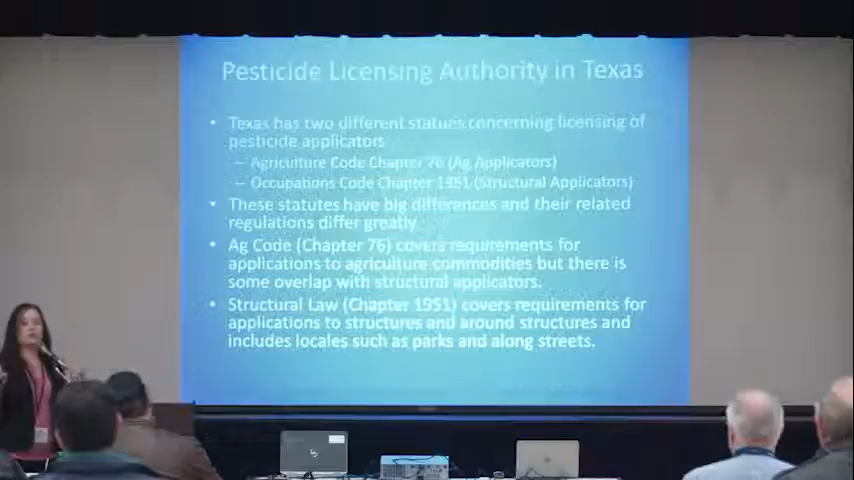 Pesticide Licensing Authority in Texas
• Texas has two different statues concerning licensing of
pesticide applicators
– Agriculture Code Chapter 76 (Ag Applicators)
– Occupations Code Chapter 1951 (Structural Applicators)
• These statutes have big differences and their related
regulations differ greatly
• Ag Code (Chapter 76) covers requirements for
applications to agriculture commodities but there is
some overlap with structural applicators.
• Structural Law (Chapter 1951) covers requirements for
applications to structures and around structures and
includes locales such as parks and along streets.